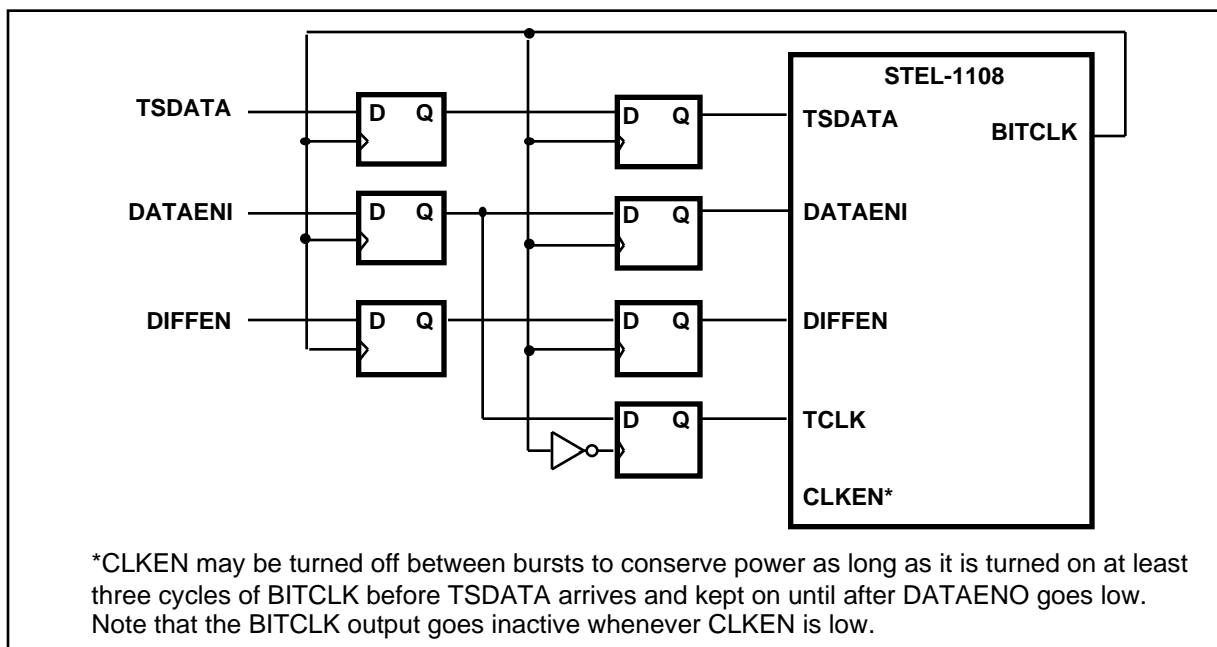 STEL-1108
TSDATA D Q D Q TSDATA
BITCLK
DATAENI D Q D Q DATAENI
DIFFEN D Q D Q DIFFEN
D Q TCLK
CLKEN*
*CLKEN may be turned off between bursts to conserve power as long as it is turned on at least
three cycles of BITCLK before TSDATA arrives and kept on until after DATAENO goes low.
Note that the BITCLK output goes inactive whenever CLKEN is low.